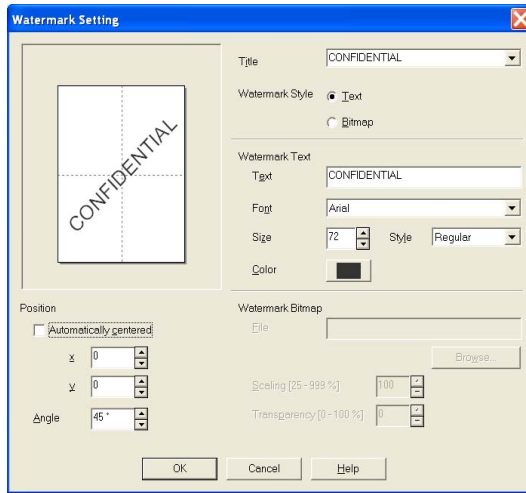 Watermark Setting
CONFIDENTIAL
Title CONFIDENTIAL
Watermark Style Text
Bitmap
Watermark Text
Text CONFIDENTIAL
Font Arial
Size 72 Style Regular
Color
Position
Automatically centered
x 0
y 0
Angle 45 °
Watermark Bitmap
File
Browse...
Scaling [25 - 999 %] 100
Transparency [0 - 100 %] 0
OK Cancel Help